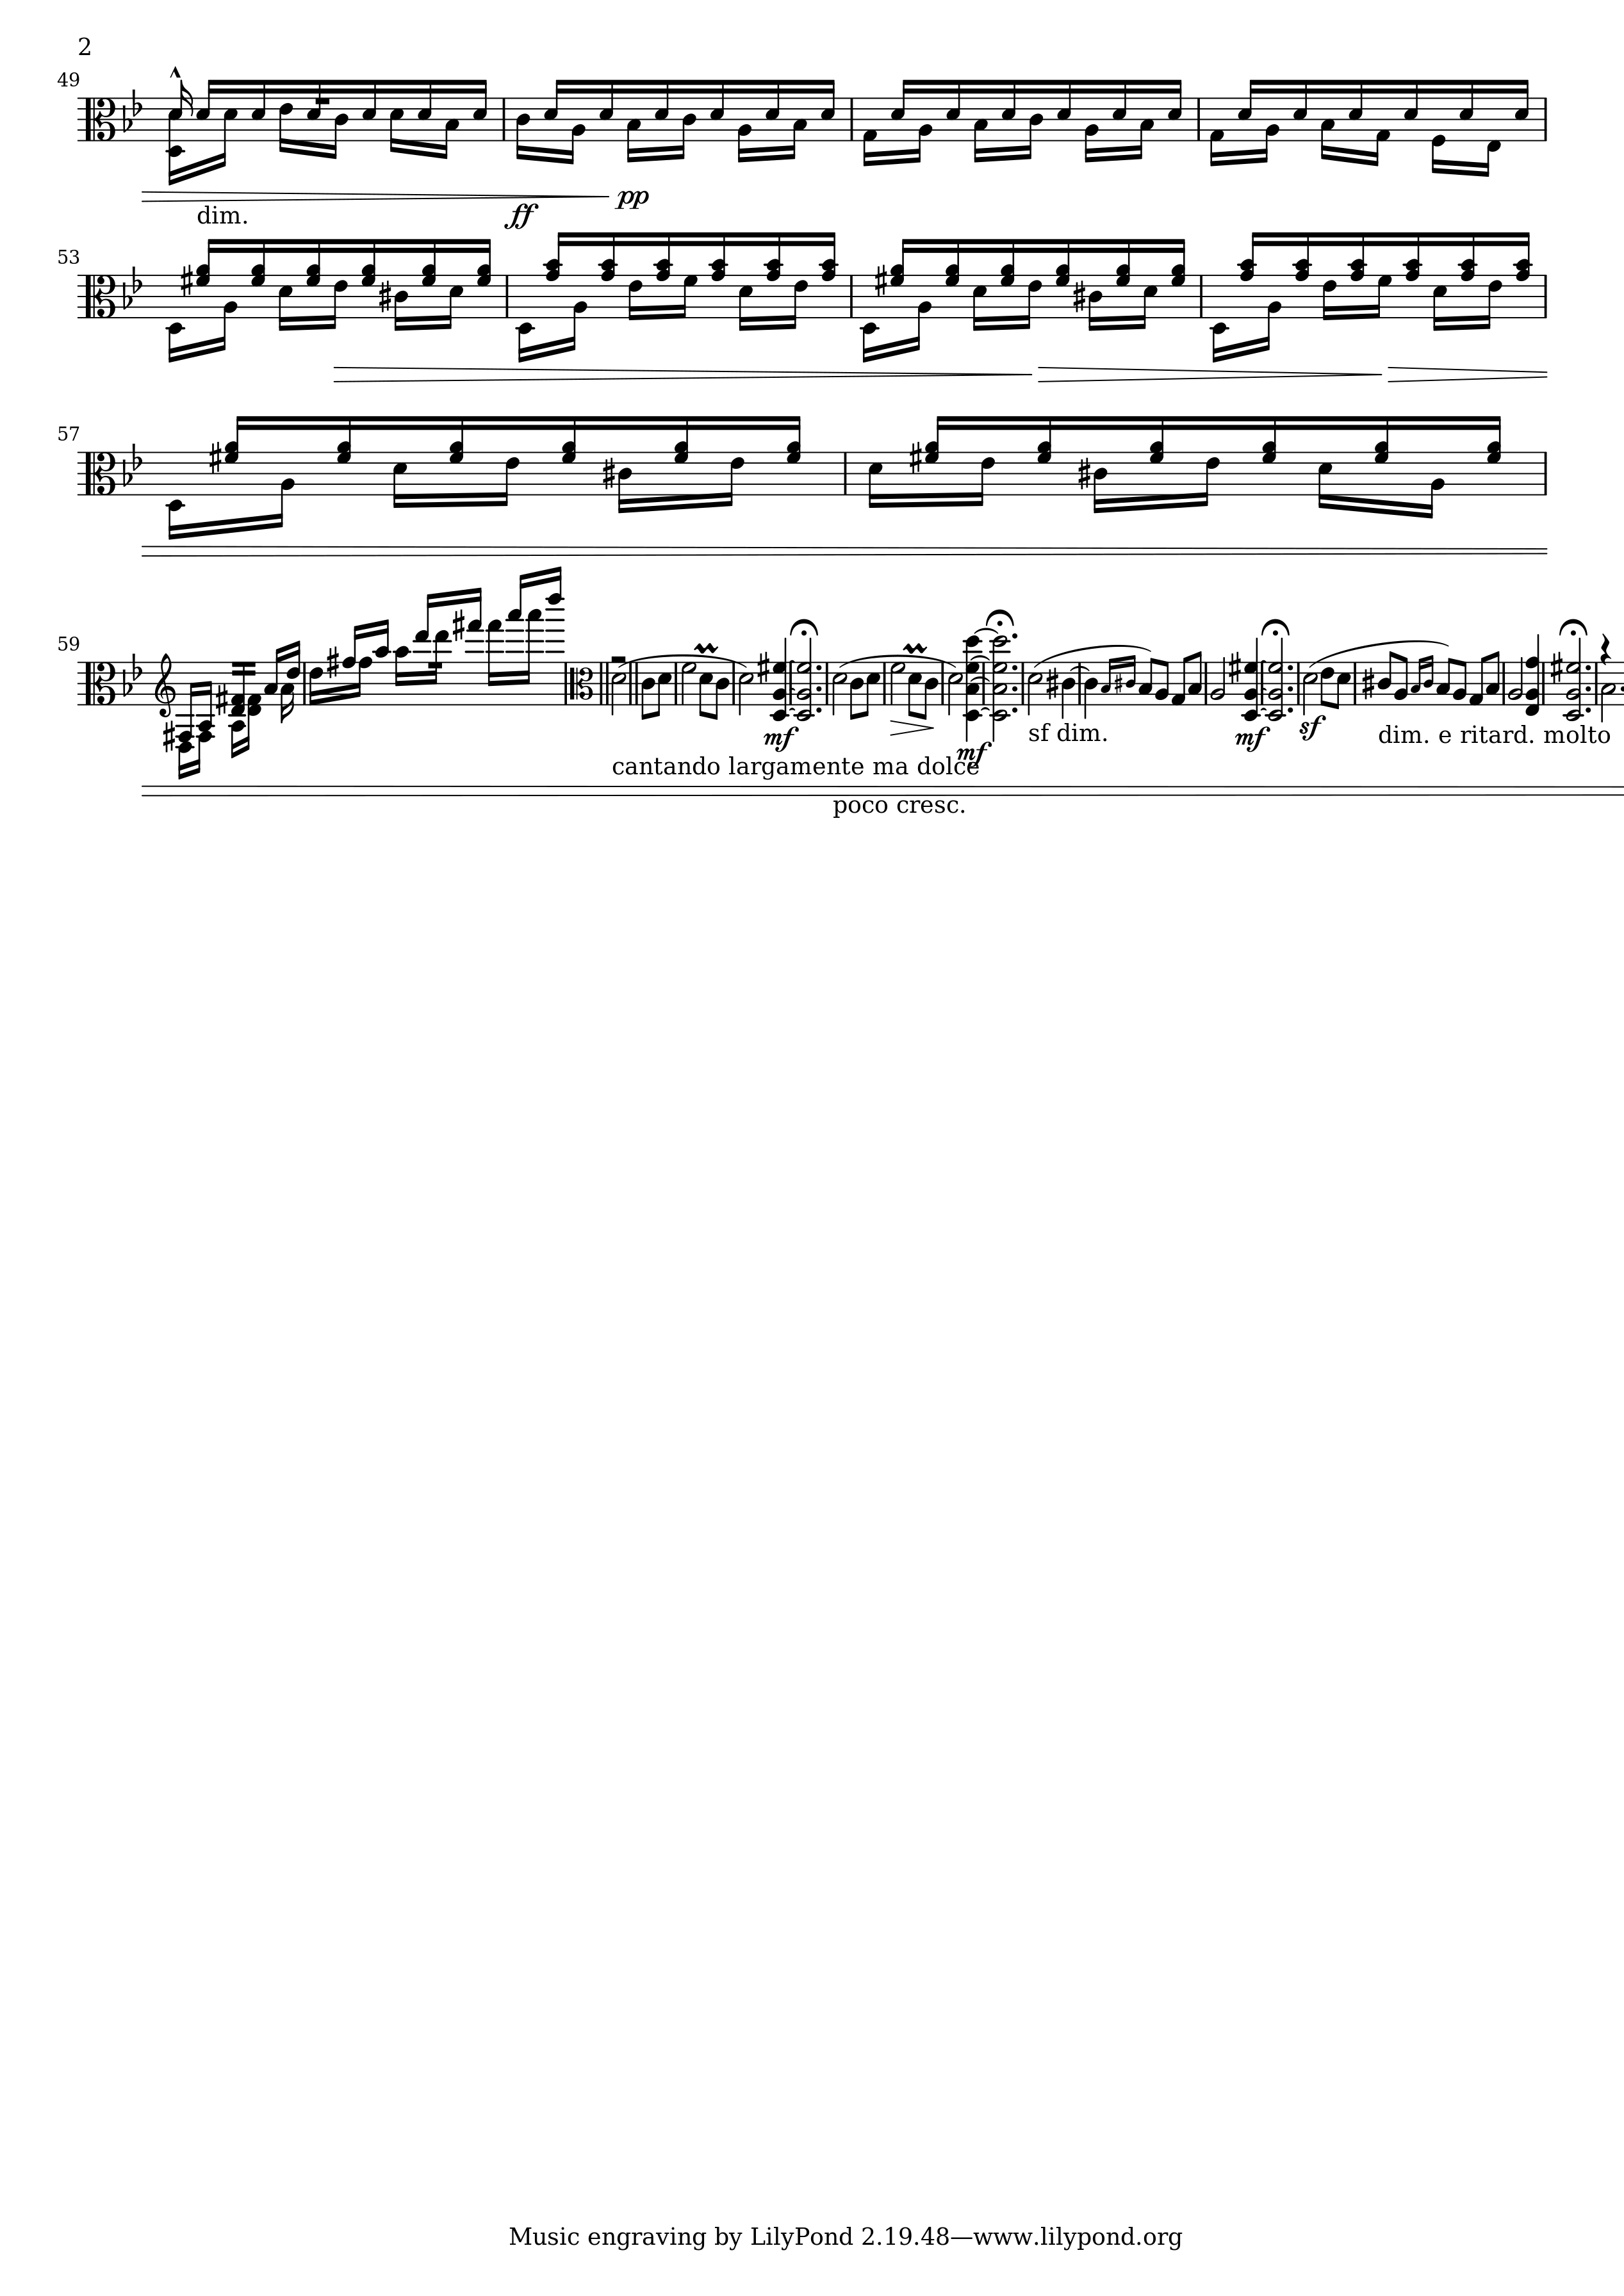 2
49
dim.
ff pp
53
57
59
mf mf sf dim. mf sf dim. e ritard. molto
cantando largamente ma dolce
poco cresc.
Music engraving by LilyPond 2.19.48—www.lilypond.org